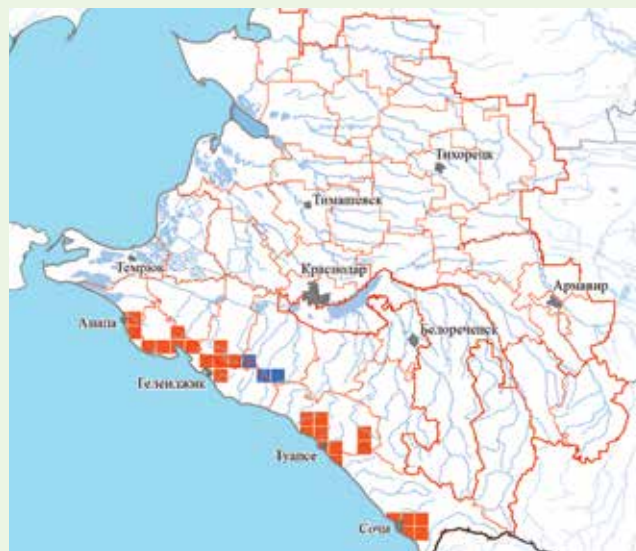 Тихорецк
Тимашевск
Темрюк
Краснодар
Армавир
Анапа
Белореченск
Геленджик
Туапсе
Сочи